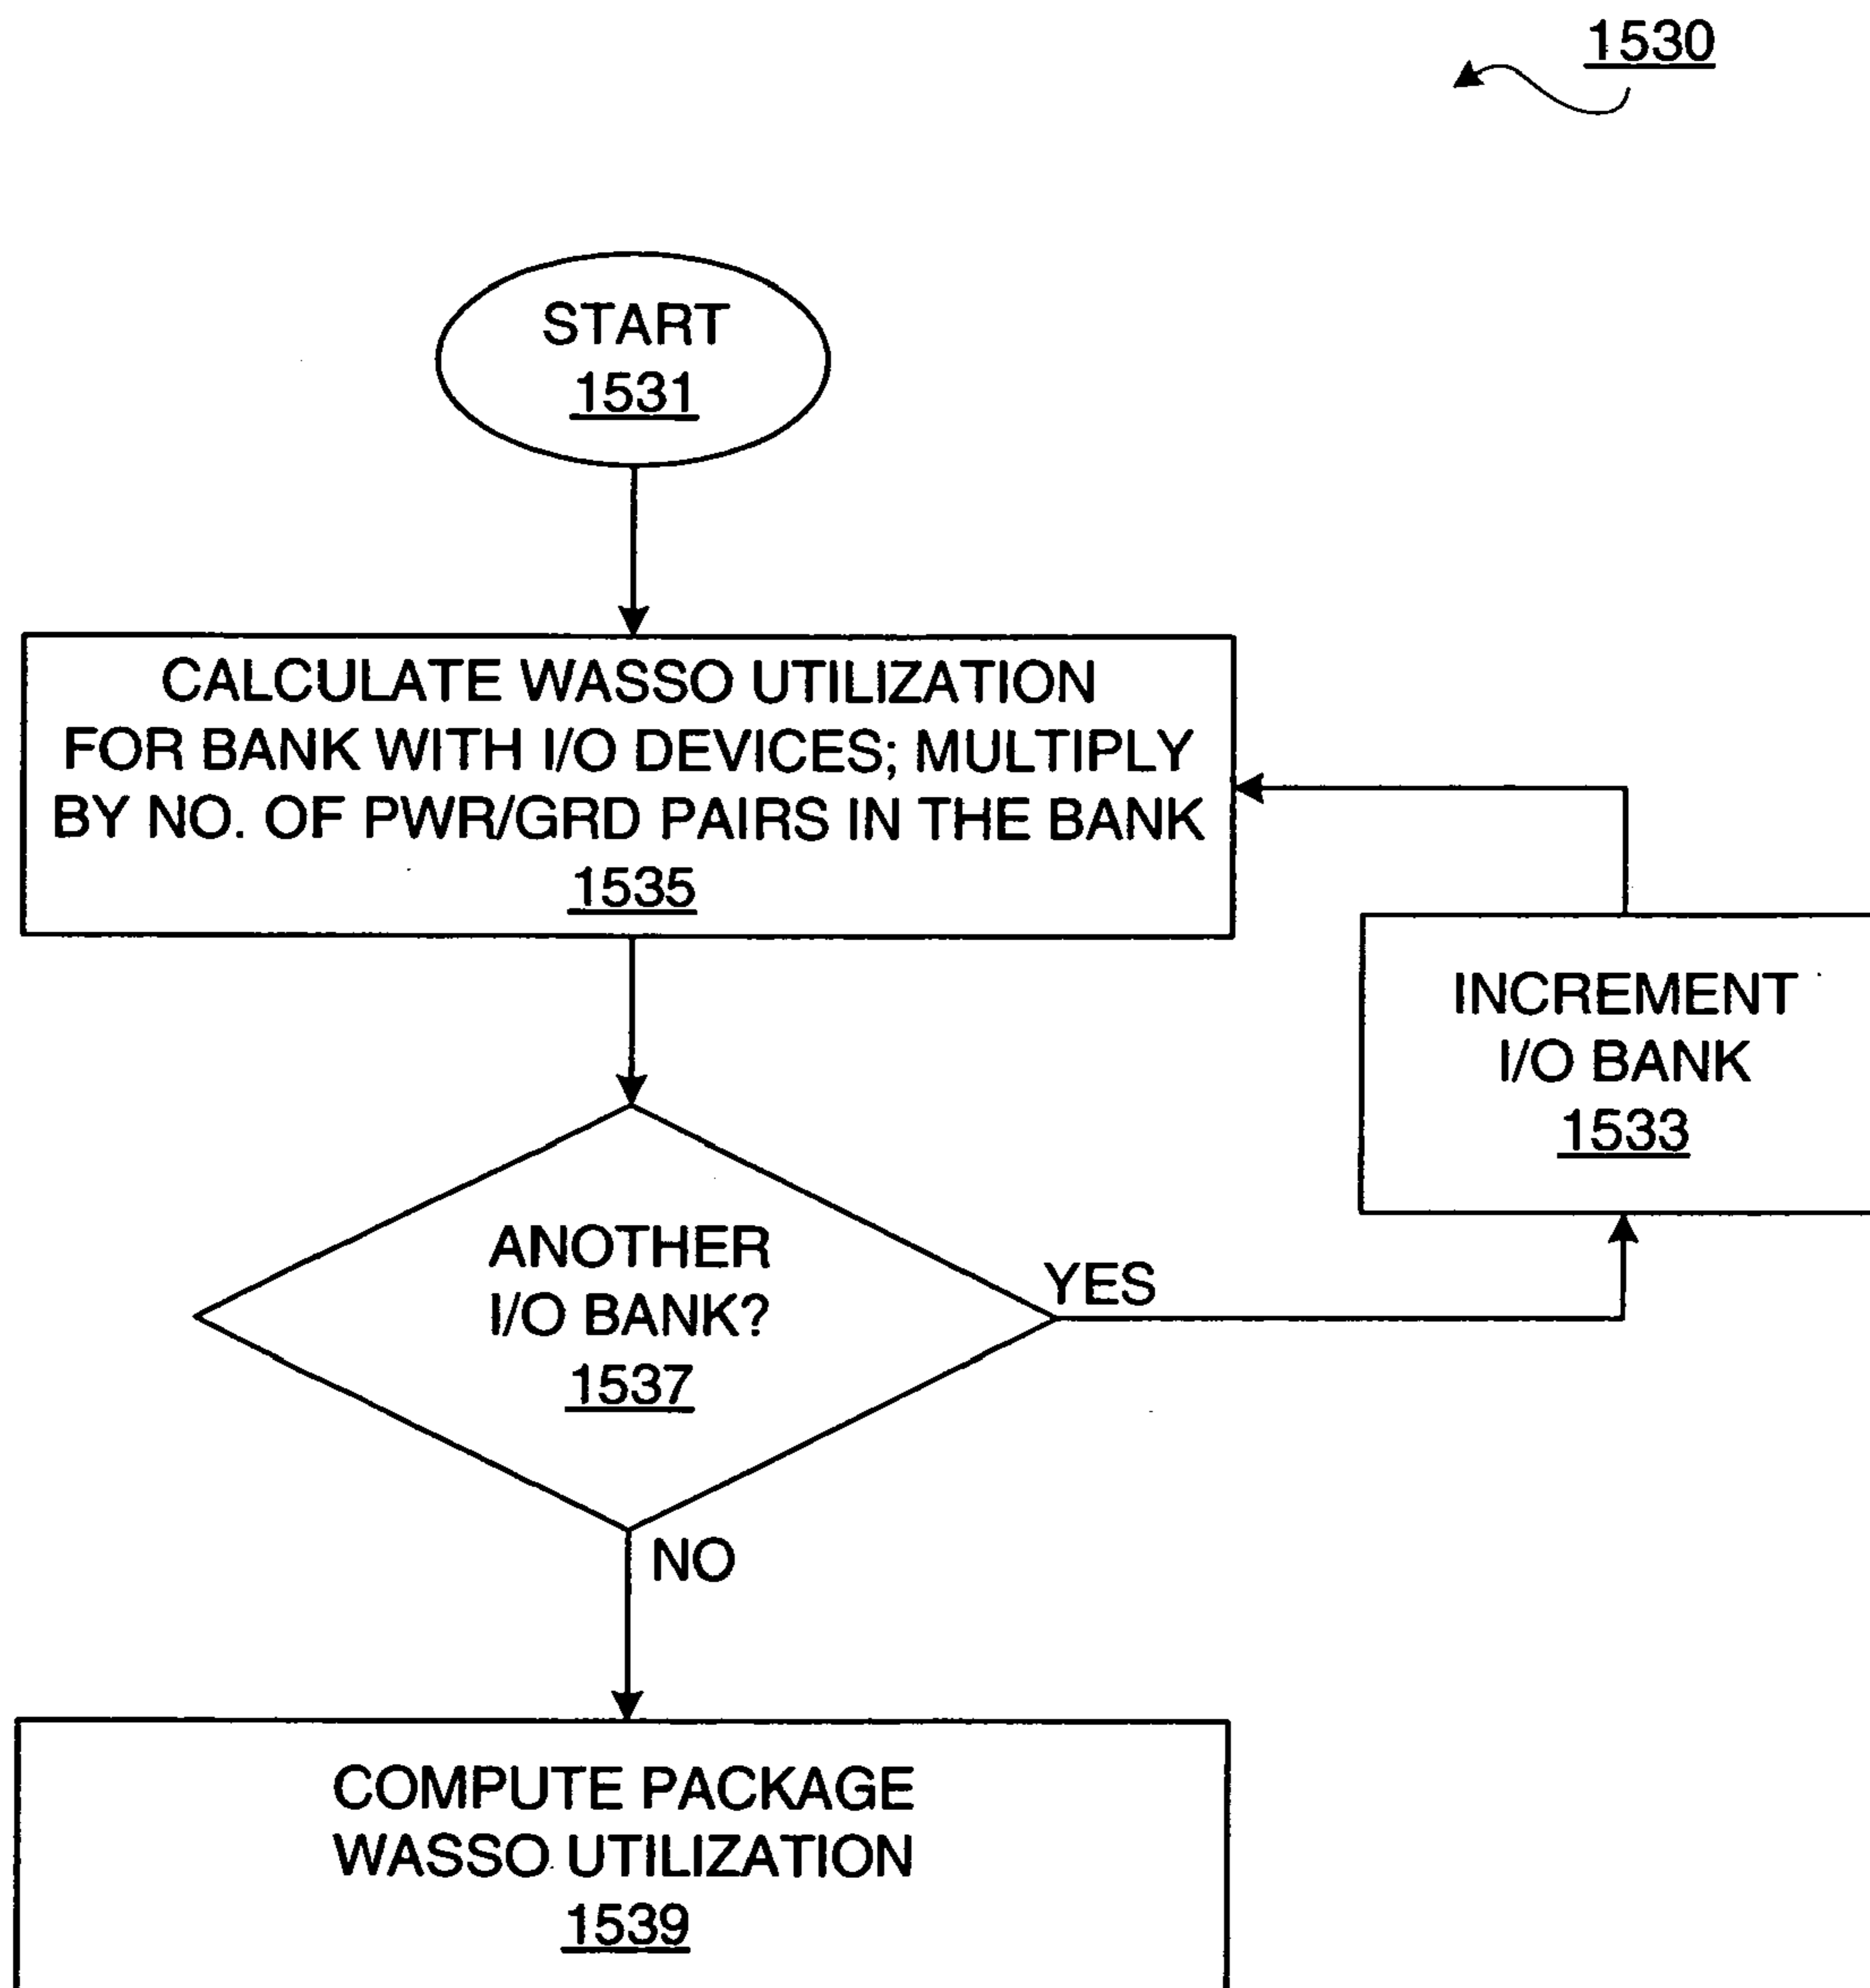 1530
START
1531
CALCULATE WASSO UTILIZATION
FOR BANK WITH I/O DEVICES; MULTIPLY
BY NO. OF PWR/GRD PAIRS IN THE BANK
1535
INCREMENT
I/O BANK
1533
ANOTHER
I/O BANK?
1537
YES
NO
COMPUTE PACKAGE
WASSO UTILIZATION
1539